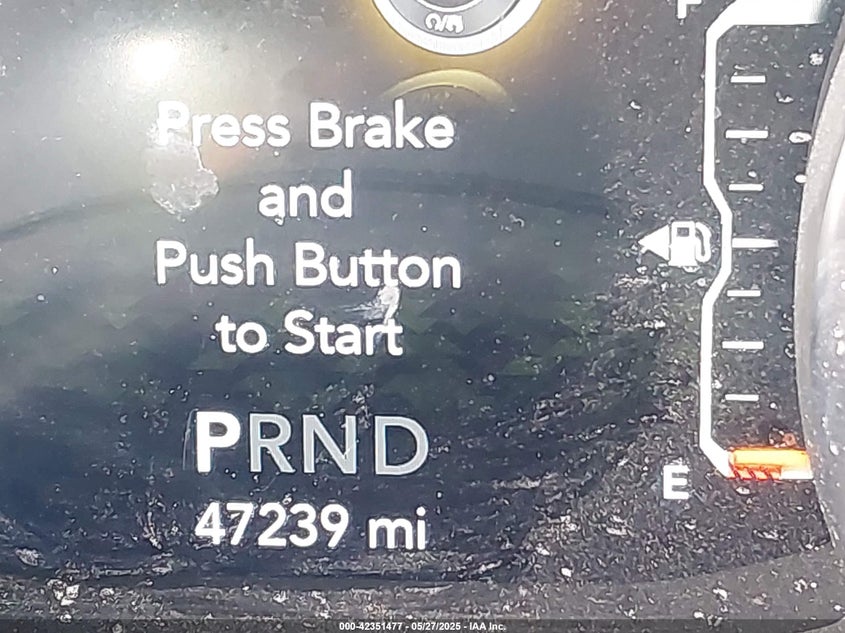 F
Press Brake
and
Push Button
to Start
PRND
E
47239 mi
000-42351477 - 05/27/2025 - IAA Inc.